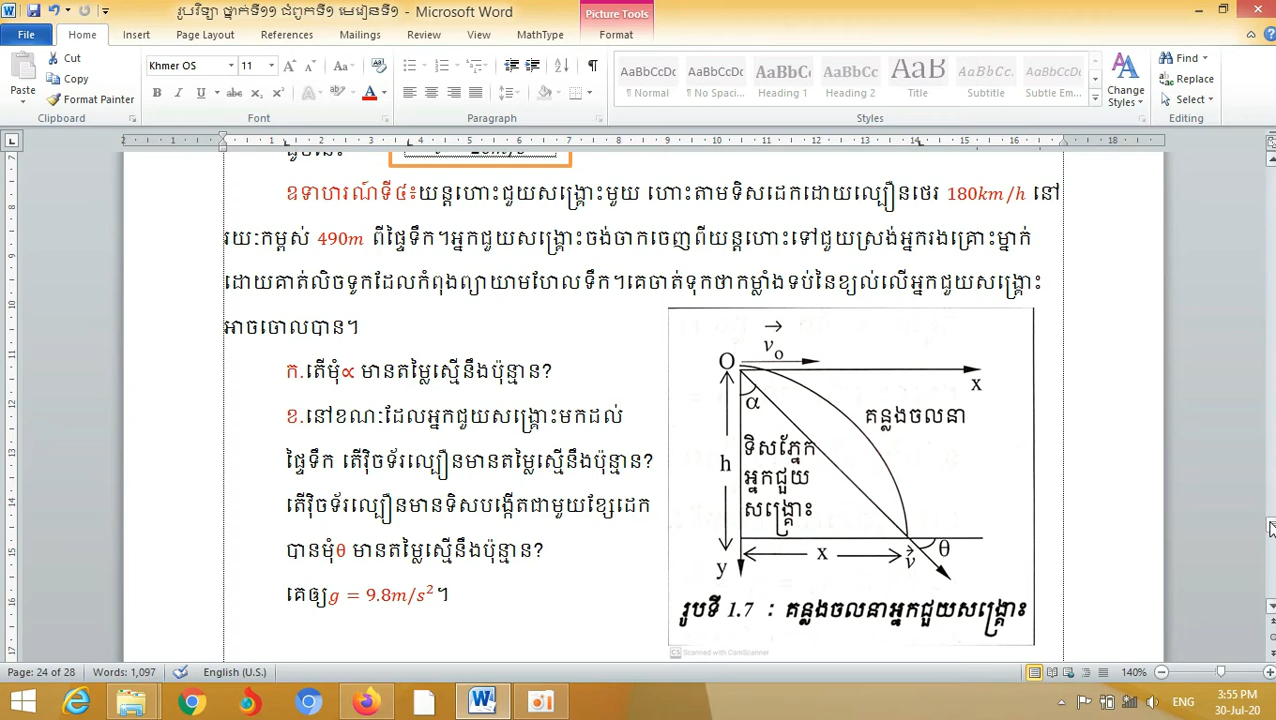 រូបវិទ្យា ថ្នាក់ទី១១ ជំពូកទី១ មេរៀនទី១ - Microsoft Word
Picture Tools
File Home Insert Page Layout References Mailings Review View MathType Format
Cut
Copy
Format Painter
Paste
Clipboard
Khmer OS 11
Font
Paragraph
AaBbCcDc AaBbCcDc AaBbCc AaBbCc AaB AaBbCc. AaBbCcDc
¶ Normal ¶ No Spaci... Heading 1 Heading 2 Title Subtitle Subtle Em...
Styles
Change Styles
Find
Replace
Select
Editing
ឧទាហរណ៍ទី៤៖យន្តហោះជួយសង្គ្រោះមួយ ហោះតាមទិសដេកដោយល្បឿនថេរ 180km/h នៅ
រយៈកម្ពស់ 490m ពីផ្ទៃទឹក។អ្នកជួយសង្គ្រោះចង់ចាកចេញពីយន្តហោះទៅជួយស្រង់អ្នករងគ្រោះម្នាក់
ដោយគាត់លិចទូកដែលកំពុងព្យាយាមហែលទឹក។គេចាត់ទុកថាកម្លាំងទប់នៃខ្យល់លើអ្នកជួយសង្គ្រោះ
អាចចោលបាន។
ក.តើមុំ∝ មានតម្លៃស្មើនឹងប៉ុន្មាន?
ខ.នៅខណៈដែលអ្នកជួយសង្គ្រោះមកដល់
ផ្ទៃទឹក តើវ៉ិចទ័រល្បឿនមានតម្លៃស្មើនឹងប៉ុន្មាន?
តើវ៉ិចទ័រល្បឿនមានទិសបង្កើតជាមួយខ្សែដេក
បានមុំθ មានតម្លៃស្មើនឹងប៉ុន្មាន?
គេឲ្យg = 9.8m/s²។
v₀
O
x
α
គន្លងចលនា
ទិសភ្នែក
អ្នកជួយ
សង្គ្រោះ
h
x
y
v
θ
រូបទី 1.7 : គន្លងចលនាអ្នកជួយសង្គ្រោះ
CS Scanned with CamScanner
Page: 24 of 28 Words: 1,097 English (U.S.) 140%
ENG 3:55 PM
30-Jul-20